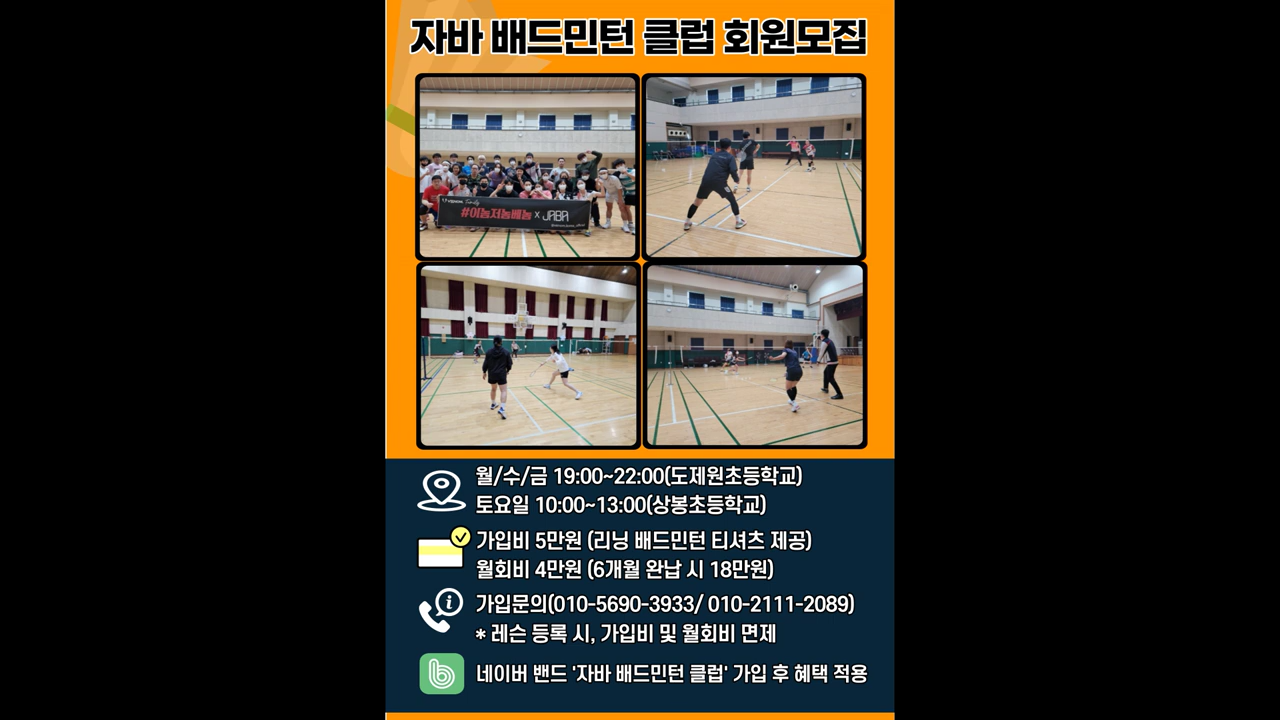 자바 배드민턴 클럽 회원모집
#이놈저놈배놈 x JABA
월/수/금 19:00~22:00(도제원초등학교)
토요일 10:00~13:00(상봉초등학교)
가입비 5만원 (리닝 배드민턴 티셔츠 제공)
월회비 4만원 (6개월 완납 시 18만원)
가입문의(010-5690-3933/ 010-2111-2089)
* 레슨 등록 시, 가입비 및 월회비 면제
네이버 밴드 '자바 배드민턴 클럽' 가입 후 혜택 적용